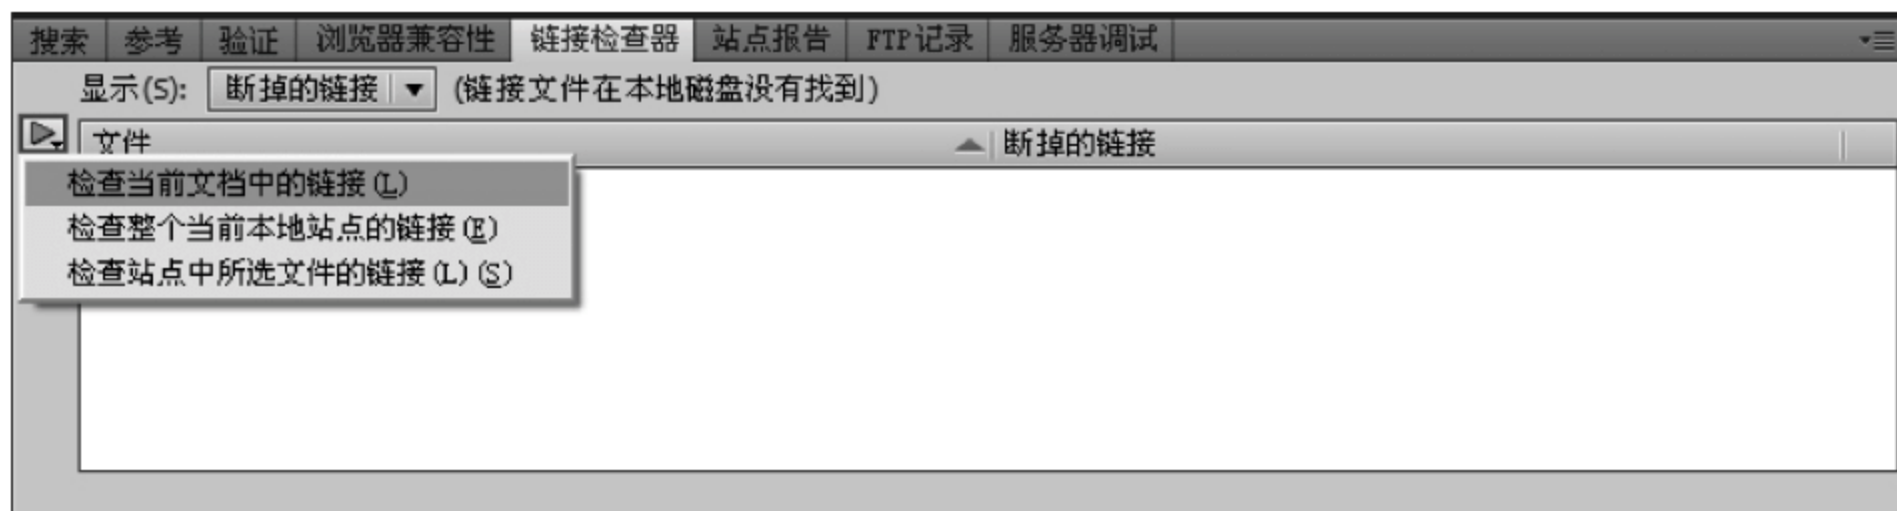 搜索 参考 验证 浏览器兼容性 链接检查器 站点报告 FTP记录 服务器调试
显示(S): 断掉的链接 (链接文件在本地磁盘没有找到)
文件 断掉的链接
检查当前文档中的链接(L)
检查整个当前本地站点的链接(E)
检查站点中所选文件的链接(L)(S)